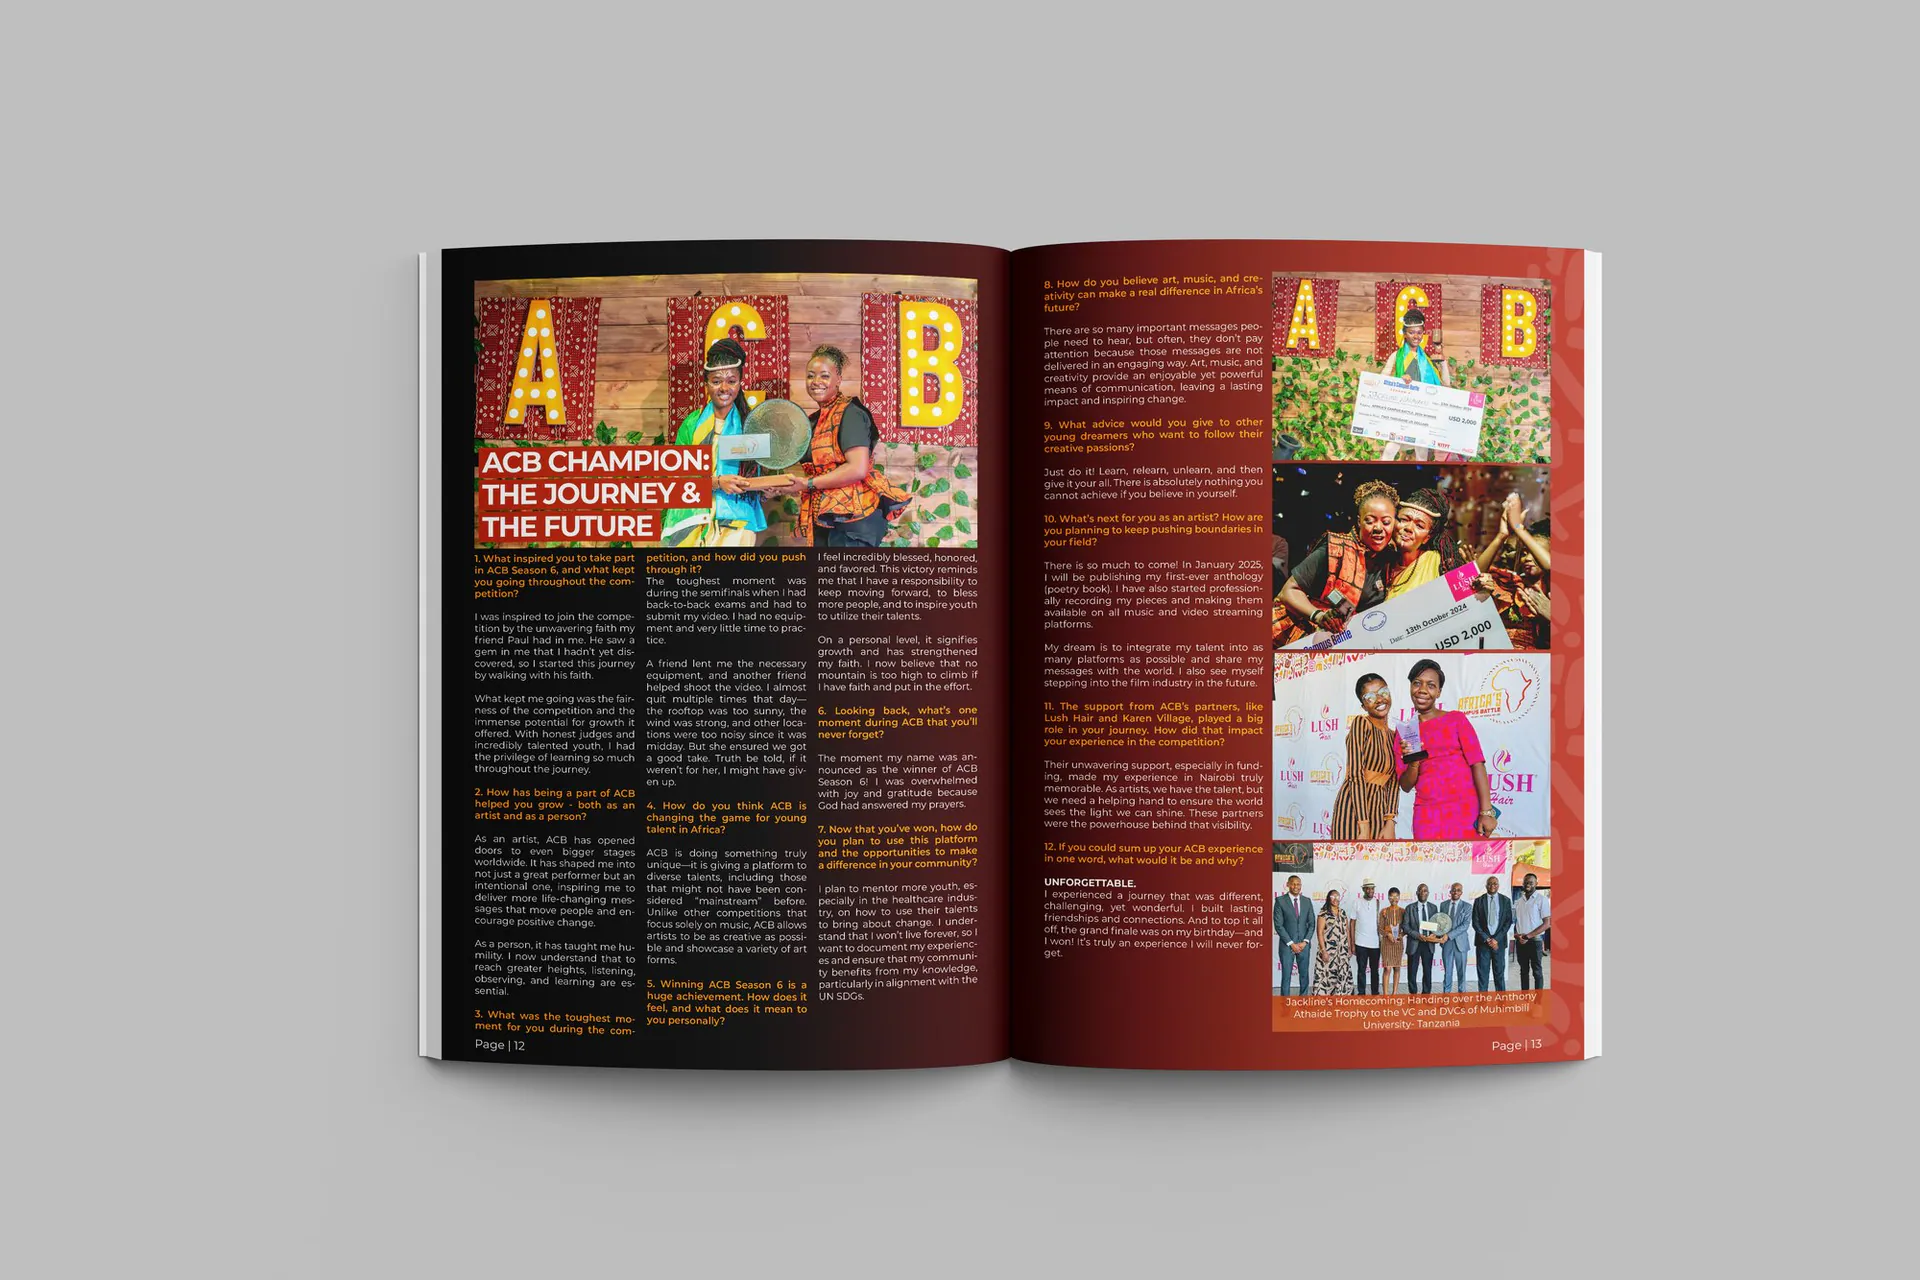 A C B
ACB CHAMPION:
THE JOURNEY &
THE FUTURE
1. What inspired you to take part
in ACB Season 6, and what kept
you going throughout the com-
petition?
I was inspired to join the compe-
tition by the unwavering faith my
friend Paul had in me. He saw a
gem in me that I hadn't yet dis-
covered, so I started this journey
by walking with his faith.
What kept me going was the fair-
ness of the competition and the
immense potential for growth it
offered. With honest judges and
incredibly talented youth, I had
the privilege of learning so much
throughout the journey.
2. How has being a part of ACB
helped you grow - both as an
artist and as a person?
As an artist, ACB has opened
doors to even bigger stages
worldwide. It has shaped me into
not just a great performer but an
intentional one, inspiring me to
deliver more life-changing mes-
sages that move people and en-
courage positive change.
As a person, it has taught me hu-
mility. I now understand that to
reach greater heights, listening,
observing, and learning are es-
sential.
3. What was the toughest mo-
ment for you during the com-
petition, and how did you push
through it?
The toughest moment was
during the semifinals when I had
back-to-back exams and had to
submit my video. I had no equip-
ment and very little time to prac-
tice.
A friend lent me the necessary
equipment, and another friend
helped shoot the video. I almost
quit multiple times that day—
the rooftop was too sunny, the
wind was strong, and other loca-
tions were too noisy since it was
midday. But she ensured we got
a good take. Truth be told, if it
weren't for her, I might have giv-
en up.
4. How do you think ACB is
changing the game for young
talent in Africa?
ACB is doing something truly
unique—it is giving a platform to
diverse talents, including those
that might not have been con-
sidered "mainstream" before.
Unlike other competitions that
focus solely on music, ACB allows
artists to be as creative as possi-
ble and showcase a variety of art
forms.
5. Winning ACB Season 6 is a
huge achievement. How does it
feel, and what does it mean to
you personally?
I feel incredibly blessed, honored,
and favored. This victory reminds
me that I have a responsibility to
keep moving forward, to bless
more people, and to inspire youth
to utilize their talents.
On a personal level, it signifies
growth and has strengthened
my faith. I now believe that no
mountain is too high to climb if
I have faith and put in the effort.
6. Looking back, what's one
moment during ACB that you'll
never forget?
The moment my name was an-
nounced as the winner of ACB
Season 6! I was overwhelmed
with joy and gratitude because
God had answered my prayers.
7. Now that you've won, how do
you plan to use this platform
and the opportunities to make
a difference in your community?
I plan to mentor more youth, es-
pecially in the healthcare indus-
try, on how to use their talents
to bring about change. I under-
stand that I won't live forever, so I
want to document my experienc-
es and ensure that my communi-
ty benefits from my knowledge,
particularly in alignment with the
UN SDGs.
Page | 12
8. How do you believe art, music, and cre-
ativity can make a real difference in Africa's
future?
There are so many important messages peo-
ple need to hear, but often, they don't pay
attention because those messages are not
delivered in an engaging way. Art, music, and
creativity provide an enjoyable yet powerful
means of communication, leaving a lasting
impact and inspiring change.
9. What advice would you give to other
young dreamers who want to follow their
creative passions?
Just do it! Learn, relearn, unlearn, and then
give it your all. There is absolutely nothing you
cannot achieve if you believe in yourself.
10. What's next for you as an artist? How are
you planning to keep pushing boundaries in
your field?
There is so much to come! In January 2025,
I will be publishing my first-ever anthology
(poetry book). I have also started profession-
ally recording my pieces and making them
available on all music and video streaming
platforms.
My dream is to integrate my talent into as
many platforms as possible and share my
messages with the world. I also see myself
stepping into the film industry in the future.
11. The support from ACB's partners, like
Lush Hair and Karen Village, played a big
role in your journey. How did that impact
your experience in the competition?
Their unwavering support, especially in fund-
ing, made my experience in Nairobi truly
memorable. As artists, we have the talent, but
we need a helping hand to ensure the world
sees the light we can shine. These partners
were the powerhouse behind that visibility.
12. If you could sum up your ACB experience
in one word, what would it be and why?
UNFORGETTABLE.
I experienced a journey that was different,
challenging, yet wonderful. I built lasting
friendships and connections. And to top it all
off, the grand finale was on my birthday—and
I won! It's truly an experience I will never for-
get.
A C B
Africa's Campus Battle
USD 2,000
LUSH
Campus Battle
Date: 13th October 2024
USD 2,000
AFRICA'S
LUSH
Hair
LUSH
LUSH
USH
Hair
LUSH
Jackline's Homecoming: Handing over the Anthony
Athaide Trophy to the VC and DVCs of Muhimbili
University- Tanzania
Page | 13